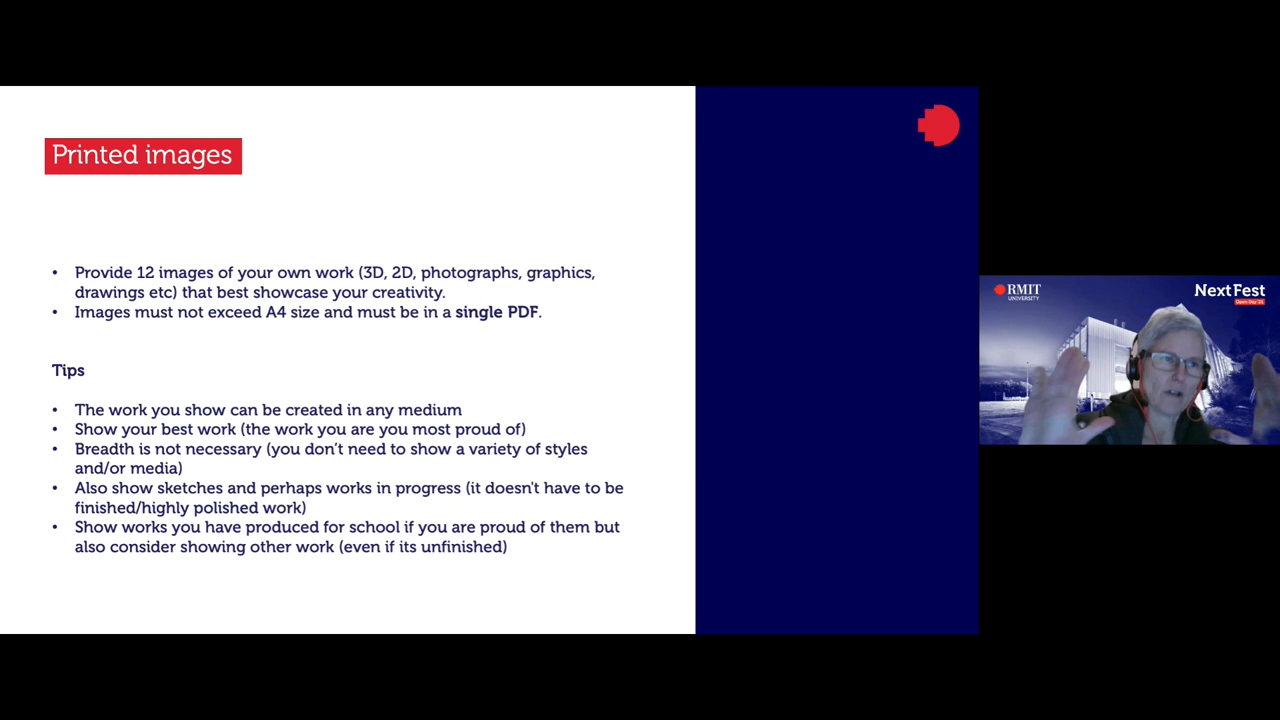 Printed images
• Provide 12 images of your own work (3D, 2D, photographs, graphics,
drawings etc) that best showcase your creativity.
• Images must not exceed A4 size and must be in a single PDF.
Tips
• The work you show can be created in any medium
• Show your best work (the work you are you most proud of)
• Breadth is not necessary (you don’t need to show a variety of styles
and/or media)
• Also show sketches and perhaps works in progress (it doesn't have to be
finished/highly polished work)
• Show works you have produced for school if you are proud of them but
also consider showing other work (even if its unfinished)
RMIT
UNIVERSITY
NextFest